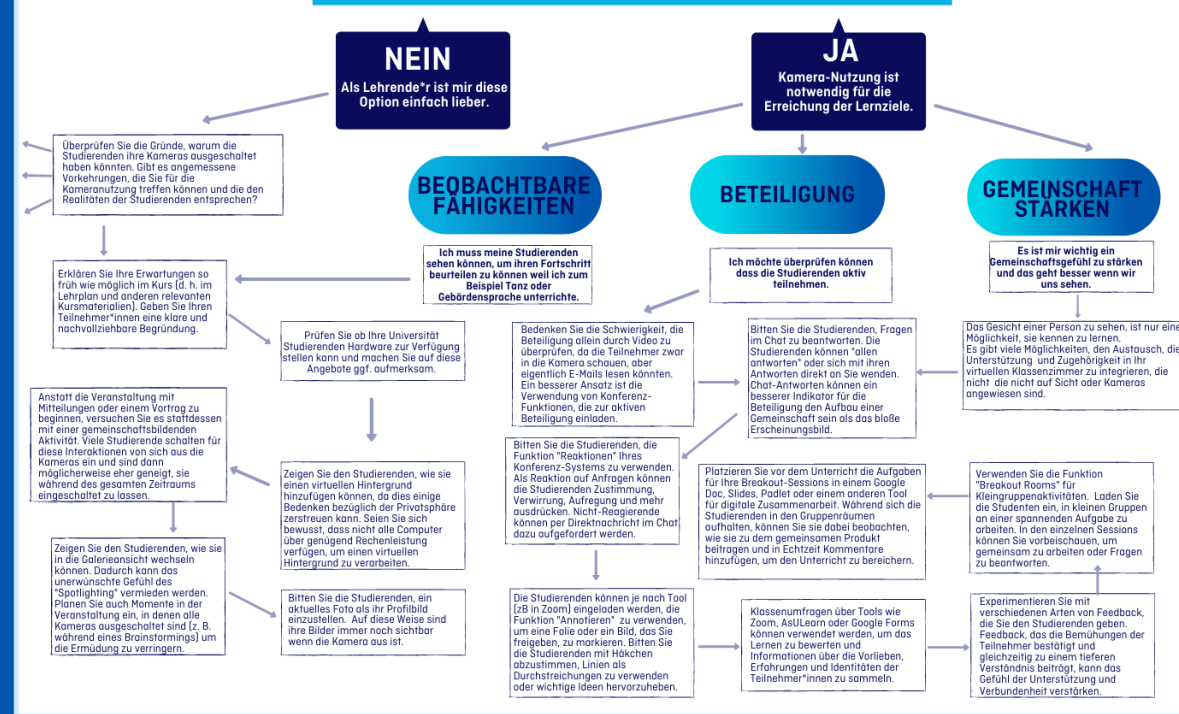 NEIN
Als Lehrende*r ist mir diese
Option einfach lieber.
JA
Kamera-Nutzung ist
notwendig für die
Erreichung der Lernziele.
Überprüfen Sie die Gründe, warum die
Studierenden ihre Kameras ausgeschaltet
haben könnten. Gibt es angemessene
Vorkehrungen, die Sie für die
Kameranutzung treffen können und die den
Realitäten der Studierenden entsprechen?
BEOBACHTBARE
FÄHIGKEITEN
BETEILIGUNG
GEMEINSCHAFT
STÄRKEN
Ich muss meine Studierenden
sehen können, um ihren Fortschritt
beurteilen zu können weil ich zum
Beispiel Tanz oder
Gebärdensprache unterrichte.
Ich möchte überprüfen können
dass die Studierenden aktiv
teilnehmen.
Es ist mir wichtig ein
Gemeinschaftsgefühl zu stärken
und das geht besser wenn wir
uns sehen.
Erklären Sie Ihre Erwartungen so
früh wie möglich im Kurs (d. h. im
Lehrplan und anderen relevanten
Kursmaterialien). Geben Sie Ihren
Teilnehmer*innen eine klare und
nachvollziehbare Begründung.
Prüfen Sie ob Ihre Universität
Studierenden Hardware zur Verfügung
stellen kann und machen Sie auf diese
Angebote ggf. aufmerksam.
Bedenken Sie die Schwierigkeit, die
Beteiligung allein durch Video zu
überprüfen, da die Teilnehmer zwar
in die Kamera schauen, aber
eigentlich E-Mails lesen könnten.
Ein besserer Ansatz ist die
Verwendung von Konferenz-
Funktionen, die zur aktiven
Beteiligung einladen.
Bitten Sie die Studierenden, Fragen
im Chat zu beantworten. Die
Studierenden können "allen
antworten" oder sich mit ihren
Antworten direkt an Sie wenden.
Chat-Antworten können ein
besserer Indikator für die
Beteiligung den Aufbau einer
Gemeinschaft sein als das bloße
Erscheinungsbild.
Das Gesicht einer Person zu sehen, ist nur eine
Möglichkeit, sie kennen zu lernen.
Es gibt viele Möglichkeiten, den Austausch, die
Unterstützung und Zugehörigkeit in Ihr
virtuellen Klassenzimmer zu integrieren, die
nicht die nicht auf Sicht oder Kameras
angewiesen sind.
Anstatt die Veranstaltung mit
Mitteilungen oder einem Vortrag zu
beginnen, versuchen Sie es stattdessen
mit einer gemeinschaftsbildenden
Aktivität. Viele Studierende schalten für
diese Interaktionen von sich aus die
Kameras ein und sind dann
möglicherweise eher geneigt, sie
während des gesamten Zeitraums
eingeschaltet zu lassen.
Zeigen Sie den Studierenden, wie sie
einen virtuellen Hintergrund
hinzufügen können, da dies einige
Bedenken bezüglich der Privatsphäre
zerstreuen kann. Seien Sie sich
bewusst, dass nicht alle Computer
über genügend Rechenleistung
verfügen, um einen virtuellen
Hintergrund zu verarbeiten.
Bitten Sie die Studierenden, die
Funktion "Reaktionen" Ihres
Konferenz-Systems zu verwenden.
Als Reaktion auf Anfragen können
die Studierenden Zustimmung,
Verwirrung, Aufregung und mehr
ausdrücken. Nicht-Reagierende
können per Direktnachricht im Chat
dazu aufgefordert werden.
Platzieren Sie vor dem Unterricht die Aufgaben
für Ihre Breakout-Sessions in einem Google
Doc, Slides, Padlet oder einem anderen Tool
für digitale Zusammenarbeit. Während sich die
Studierenden in den Gruppenräumen
aufhalten, können Sie sie dabei beobachten,
wie sie zu dem gemeinsamen Produkt
beitragen und in Echtzeit Kommentare
hinzufügen, um den Unterricht zu bereichern.
Verwenden Sie die Funktion
"Breakout Rooms" für
Kleingruppenaktivitäten. Laden Sie
die Studenten ein, in kleinen Gruppen
an einer spannenden Aufgabe zu
arbeiten. In den einzelnen Sessions
können Sie vorbeischauen, um
gemeinsam zu arbeiten oder Fragen
zu beantworten.
Zeigen Sie den Studierenden, wie sie
in die Galerieansicht wechseln
können. Dadurch kann das
unerwünschte Gefühl des
"Spotlighting" vermieden werden.
Planen Sie auch Momente in der
Veranstaltung ein, in denen alle
Kameras ausgeschaltet sind (z. B.
während eines Brainstormings) um
die Ermüdung zu verringern.
Bitten Sie die Studierenden, ein
aktuelles Foto als ihr Profilbild
einzustellen. Auf diese Weise sind
ihre Bilder immer noch sichtbar
wenn die Kamera aus ist.
Die Studierenden können je nach Tool
(zB in Zoom) eingeladen werden, die
Funktion "Annotieren" zu verwenden,
um eine Folie oder ein Bild, das Sie
freigeben, zu markieren. Bitten Sie
die Studierenden mit Häkchen
abzustimmen, Linien als
Durchstreichungen zu verwenden
oder wichtige Ideen hervorzuheben.
Klassenumfragen über Tools wie
Zoom, AsULearn oder Google Forms
können verwendet werden, um das
Lernen zu bewerten und
Informationen über die Vorlieben,
Erfahrungen und Identitäten der
Teilnehmer*innen zu sammeln.
Experimentieren Sie mit
verschiedenen Arten von Feedback,
die Sie den Studierenden geben.
Feedback, das die Bemühungen der
Teilnehmer bestätigt und
gleichzeitig zu einem tieferen
Verständnis beiträgt, kann das
Gefühl der Unterstützung und
Verbundenheit verstärken.